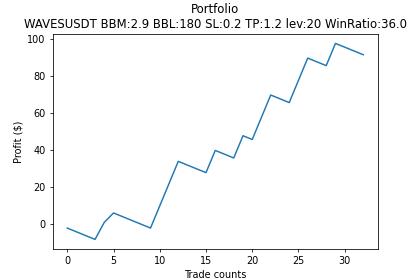 Portfolio
WAVESUSDT BBM:2.9 BBL:180 SL:0.2 TP:1.2 lev:20 WinRatio:36.0
100
80
60
40
20
0
Profit ($)
0 5 10 15 20 25 30
Trade counts